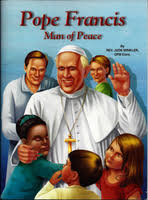 Pope Francis
Man of Peace
by
REV. JUDE WINKLER,
OFM Conv.